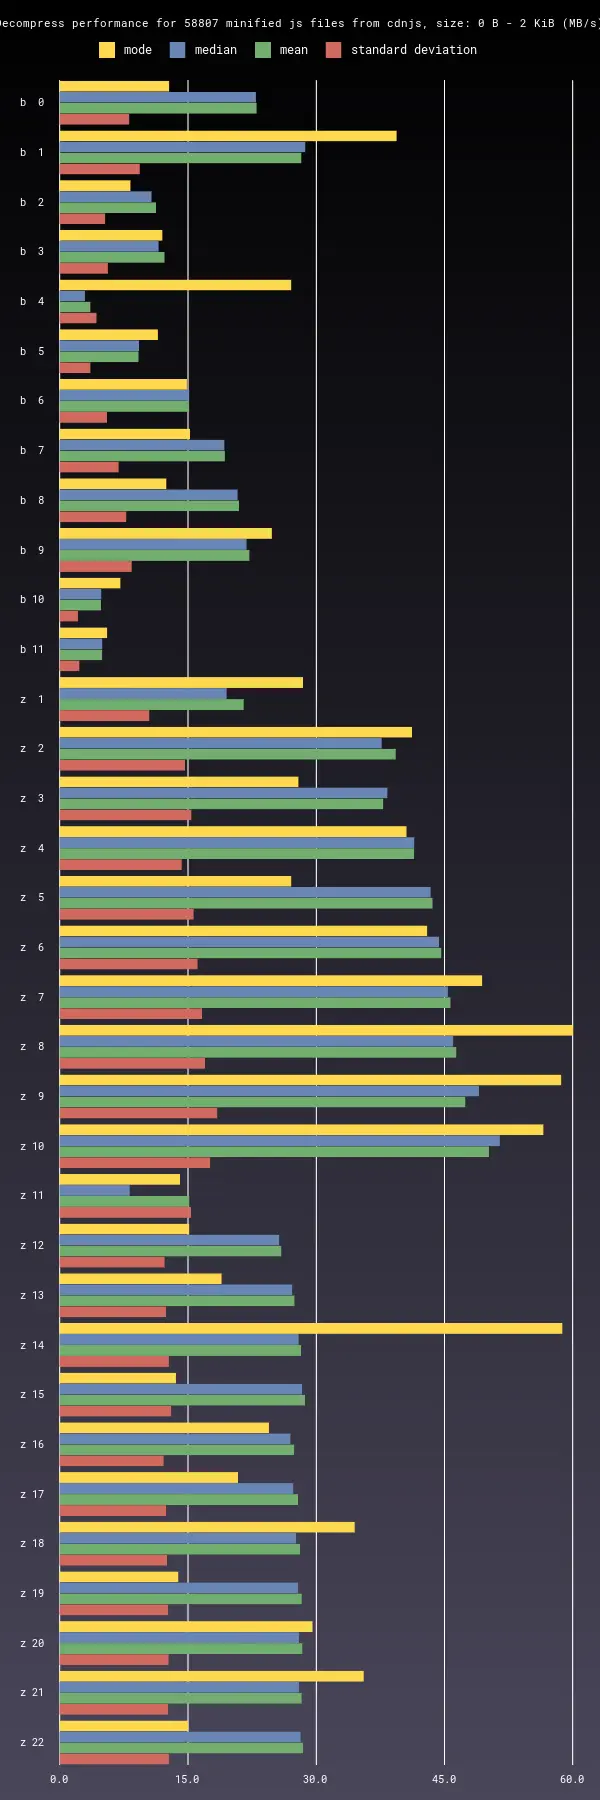 Decompress performance for 58807 minified js files from cdnjs, size: 0 B - 2 KiB (MB/s)
mode median mean standard deviation
b 0
b 1
b 2
b 3
b 4
b 5
b 6
b 7
b 8
b 9
b 10
b 11
z 1
z 2
z 3
z 4
z 5
z 6
z 7
z 8
z 9
z 10
z 11
z 12
z 13
z 14
z 15
z 16
z 17
z 18
z 19
z 20
z 21
z 22
0.0 15.0 30.0 45.0 60.0